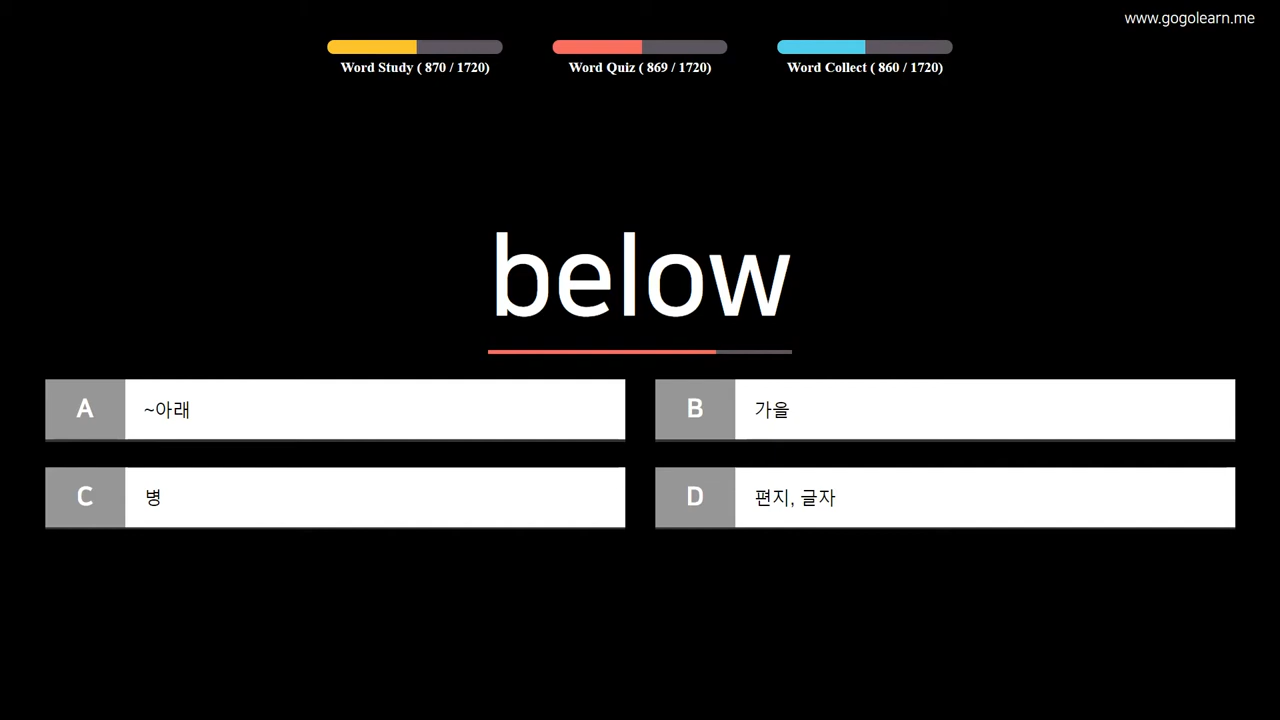 www.gogolearn.me
Word Study ( 870 / 1720)
Word Quiz ( 869 / 1720)
Word Collect ( 860 / 1720)
below
A ~아래
B 가을
C 병
D 편지, 글자